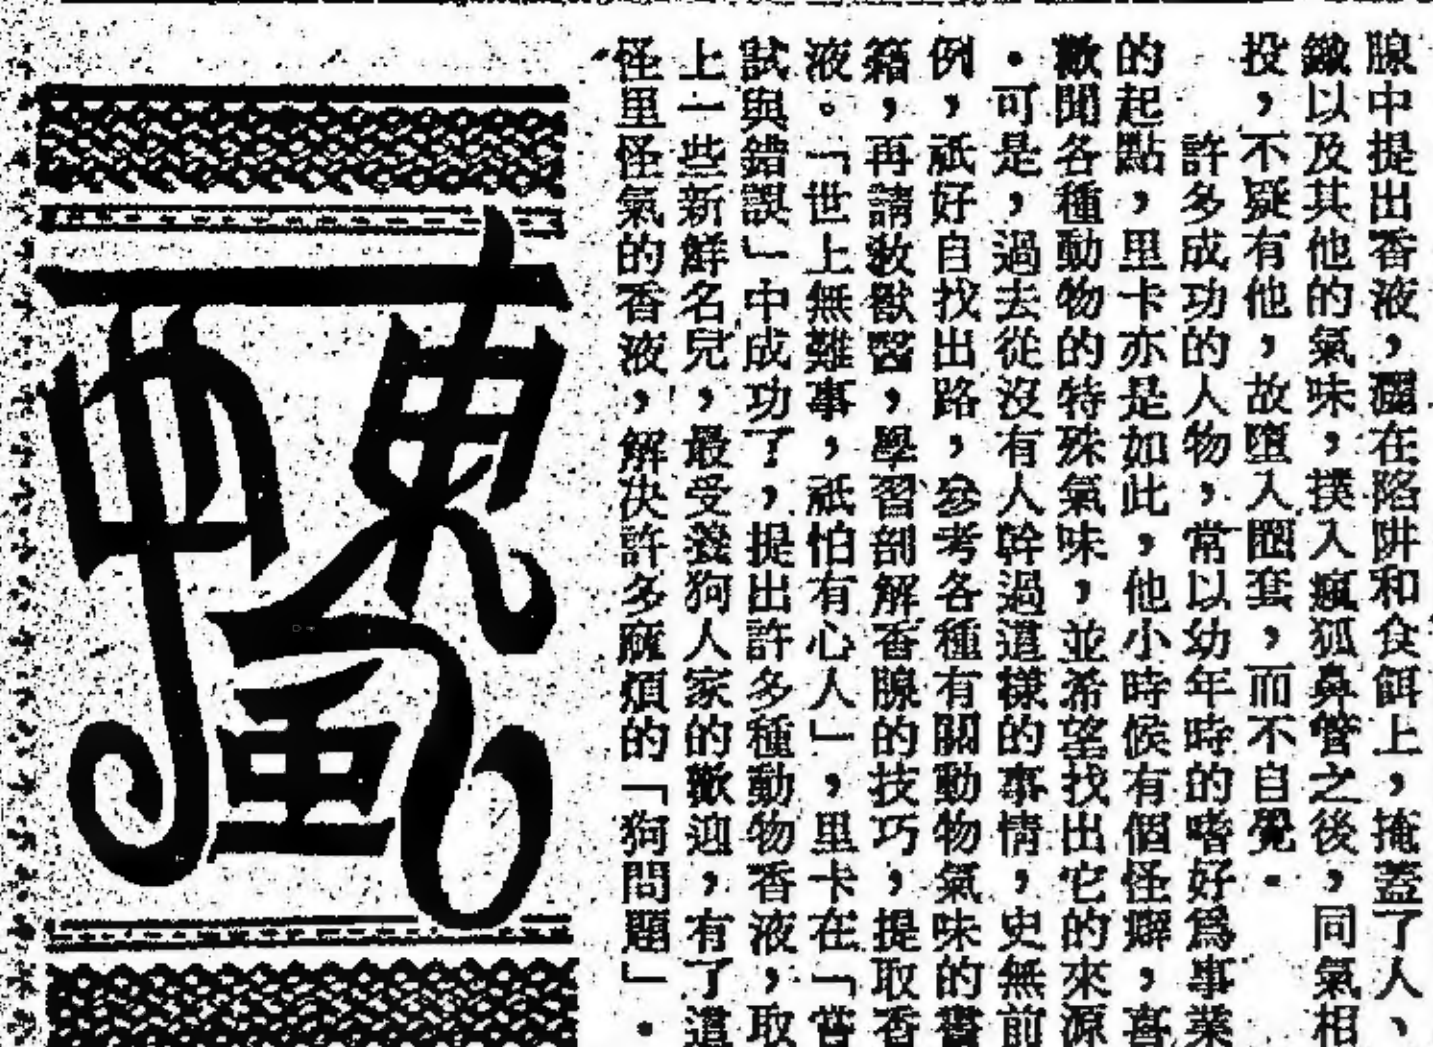 腺中提出香液，灑在陷阱和食餌上，掩蓋了人、
鐵以及其他的氣味，撲入瘋狐鼻管之後，同氣相
投，不疑有他，故墮入圈套，而不自覺。
許多成功的人物，常以幼年時的嗜好爲事業
的起點，里卡亦是如此，他小時候有個怪癖，喜
歡聞各種動物的特殊氣味，並希望找出它的來源
。可是，過去從沒有人幹過這樣的事情，史無前
例，祇好自找出路，參考各種有關動物氣味的書
籍，再請教獸醫，學習剖解香腺的技巧，提取香
液。「世上無難事，祇怕有心人」，里卡在「嘗
試與錯誤」中成功了，提出許多種動物香液，取
上一些新鮮名兒，最受養狗人家的歡迎，有了這
怪里怪氣的香液，解決許多麻煩的「狗問題」。
東西